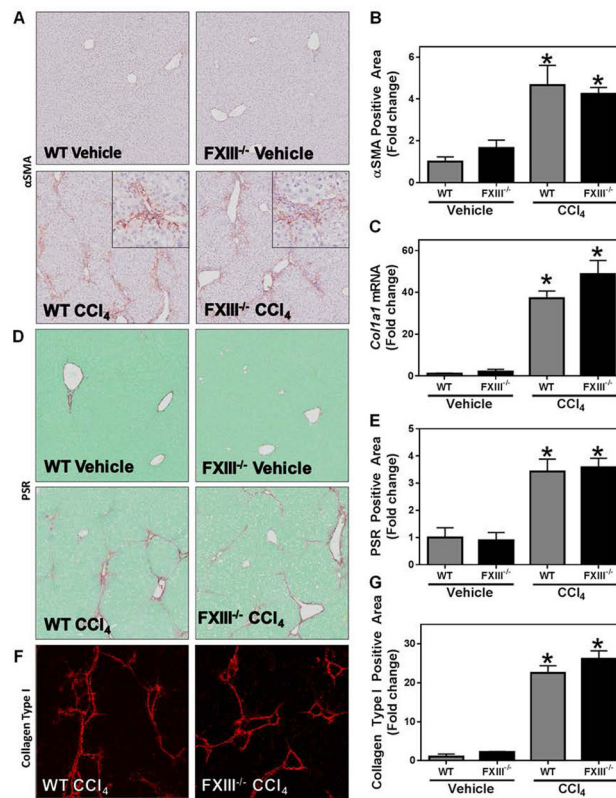 A
WT Vehicle
FXIII-/- Vehicle
αSMA
WT CCl4
FXIII-/- CCl4
B
αSMA Positive Area
(Fold change)
6
4
2
0
WT
FXIII-/-
WT
FXIII-/-
Vehicle
CCl4
*
*
C
Col1a1 mRNA
(Fold change)
60
40
20
0
WT
FXIII-/-
WT
FXIII-/-
Vehicle
CCl4
*
*
D
WT Vehicle
FXIII-/- Vehicle
PSR
WT CCl4
FXIII-/- CCl4
E
PSR Positive Area
(Fold change)
5
4
3
2
1
0
WT
FXIII-/-
WT
FXIII-/-
Vehicle
CCl4
*
*
F
Collagen Type I
WT CCl4
FXIII-/- CCl4
G
Collagen Type I Positive Area
(Fold change)
30
20
10
0
WT
FXIII-/-
WT
FXIII-/-
Vehicle
CCl4
*
*